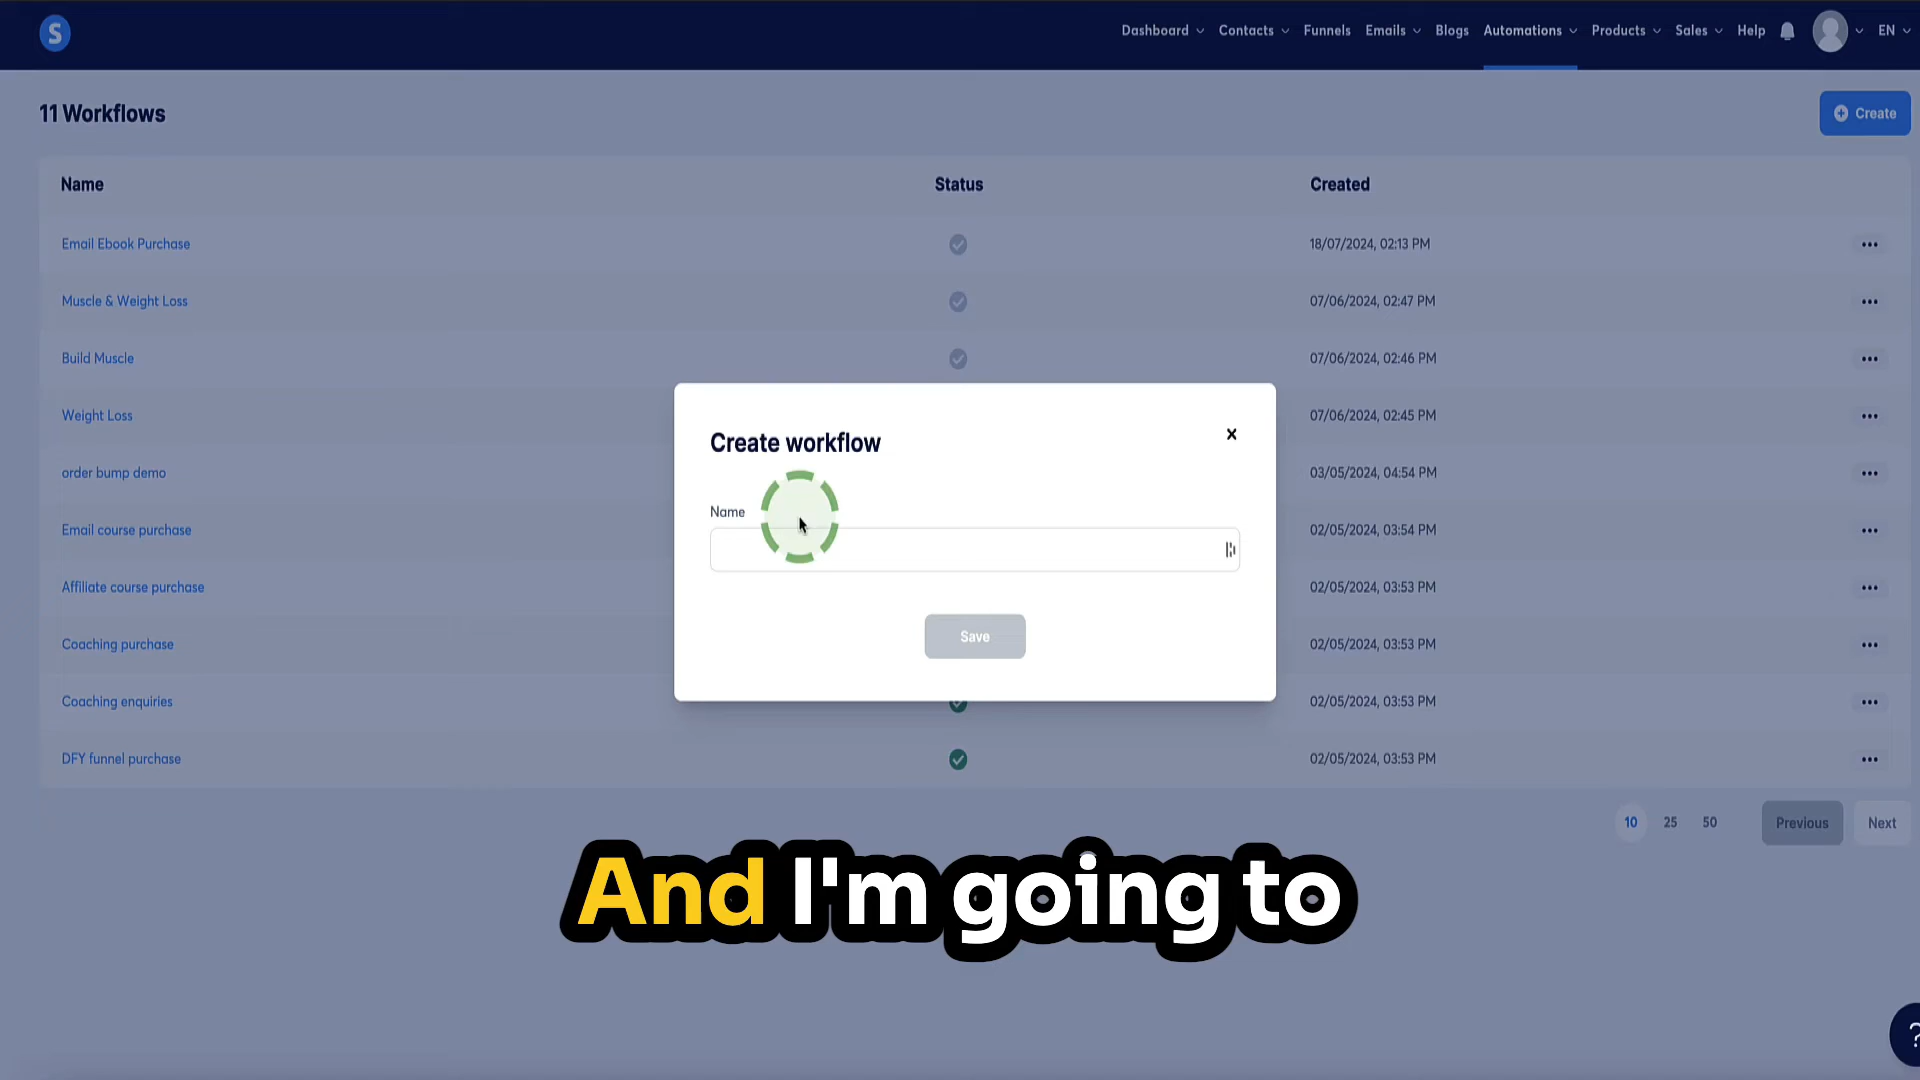 S
Dashboard Contacts Funnels Emails Blogs Automations Products Sales Help EN
11 Workflows
Create
Name Status Created
Email Ebook Purchase 18/07/2024, 02:13 PM
Muscle & Weight Loss 07/06/2024, 02:47 PM
Build Muscle 07/06/2024, 02:46 PM
Weight Loss 07/06/2024, 02:45 PM
order bump demo 03/05/2024, 04:54 PM
Email course purchase 02/05/2024, 03:54 PM
Affiliate course purchase 02/05/2024, 03:53 PM
Coaching purchase 02/05/2024, 03:53 PM
Coaching enquiries 02/05/2024, 03:53 PM
DFY funnel purchase 02/05/2024, 03:53 PM
Create workflow
Name
Save
10 25 50 Previous Next
And I'm going to
?